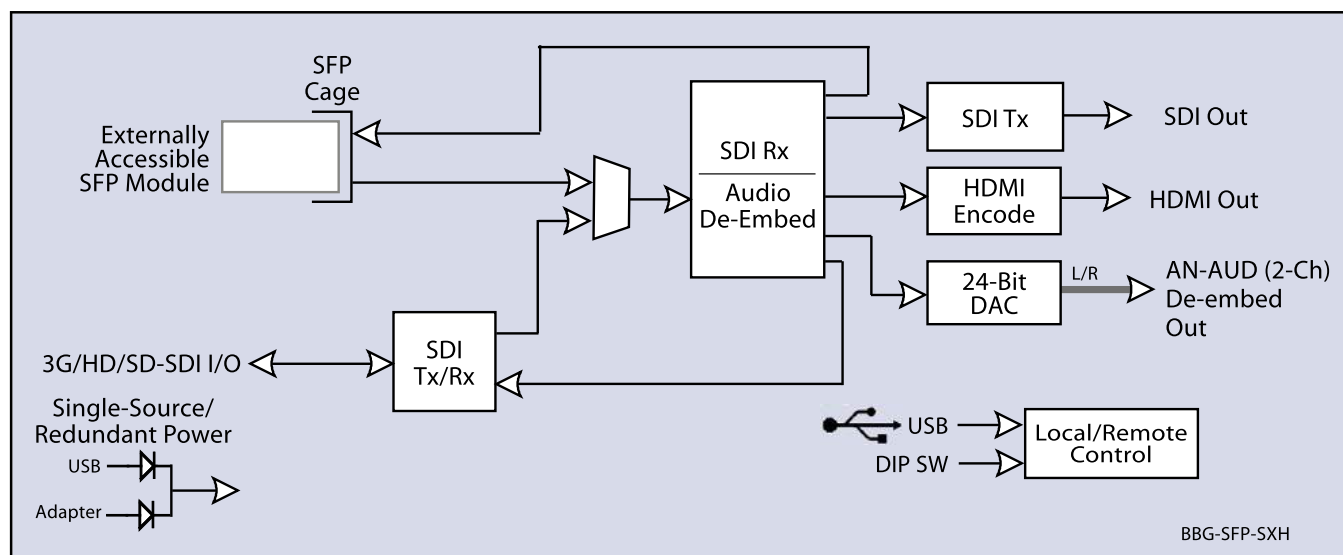 SFP
Cage
Externally
Accessible
SFP Module
SDI Rx
Audio
De-Embed
SDI Tx
SDI Out
HDMI
Encode
HDMI Out
24-Bit
DAC
L/R
AN-AUD (2-Ch)
De-embed
Out
3G/HD/SD-SDI I/O
SDI
Tx/Rx
Single-Source/
Redundant Power
USB
Adapter
USB
DIP SW
Local/Remote
Control
BBG-SFP-SXH